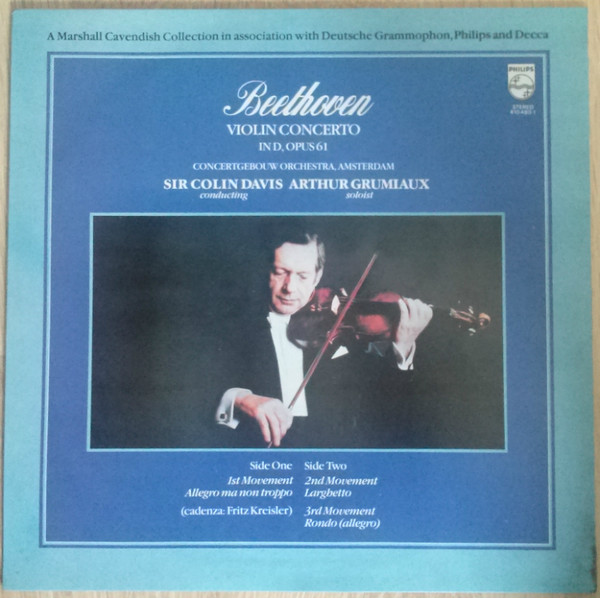 A Marshall Cavendish Collection in association with Deutsche Grammophon, Philips and Decca
PHILIPS
STEREO
Beethoven
VIOLIN CONCERTO
IN D, OPUS 61
CONCERTGEBOUW ORCHESTRA, AMSTERDAM
SIR COLIN DAVIS ARTHUR GRUMIAUX
conducting soloist
Side One Side Two
1st Movement 2nd Movement
Allegro ma non troppo Larghetto
(cadenza: Fritz Kreisler) 3rd Movement
Rondo (allegro)